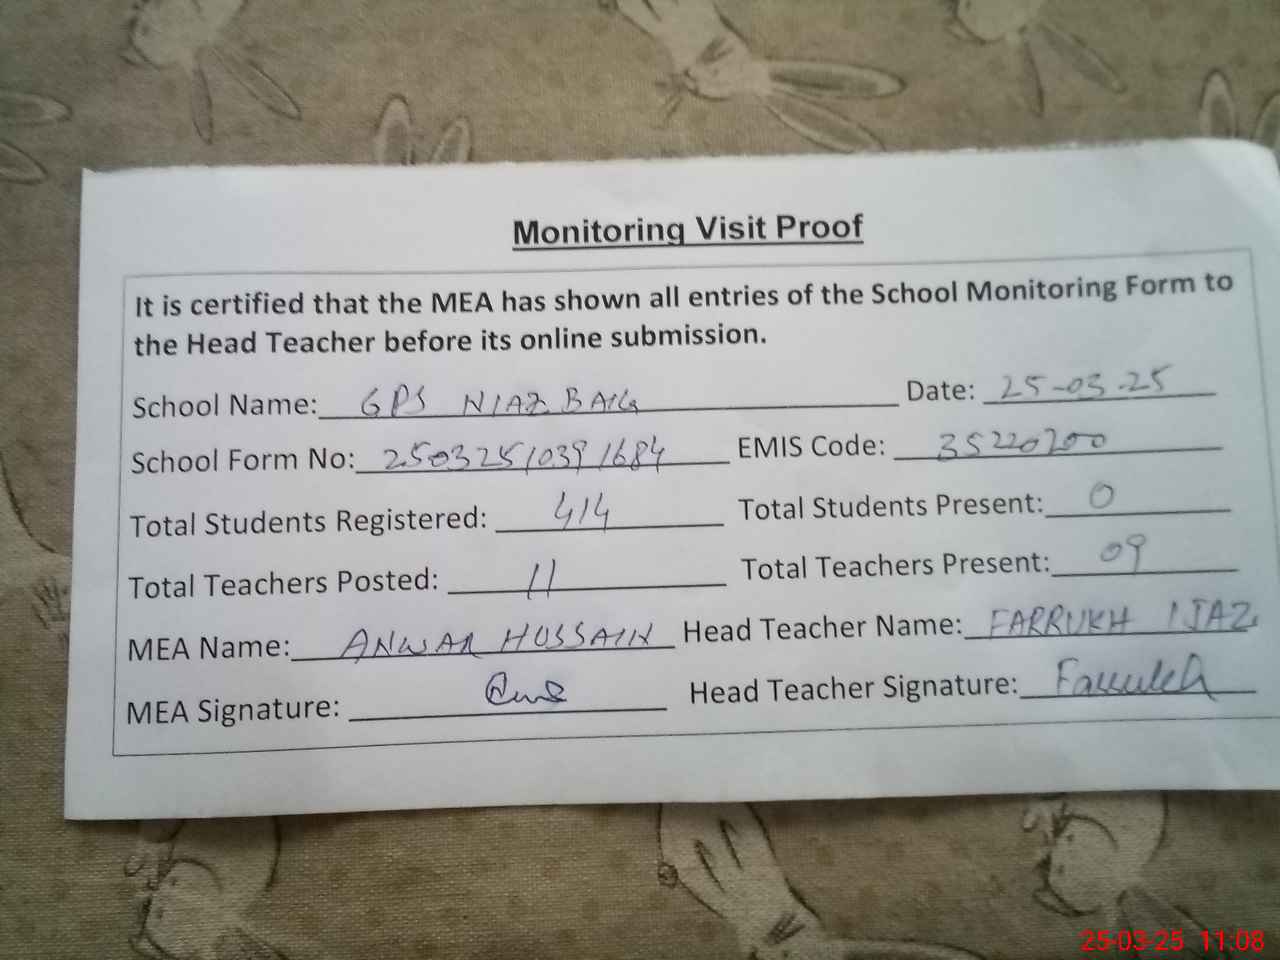 Monitoring Visit Proof
It is certified that the MEA has shown all entries of the School Monitoring Form to
the Head Teacher before its online submission.
School Name: GPS NIAZ BAIG Date: 25-03-25
School Form No: 25032510391684 EMIS Code: 35220200
Total Students Registered: 414 Total Students Present: 0
Total Teachers Posted: 11 Total Teachers Present: 09
MEA Name: ANWAR HUSSAIN Head Teacher Name: FARRUKH IJAZ
MEA Signature: Head Teacher Signature: Farrukh
25-03-25 11:08